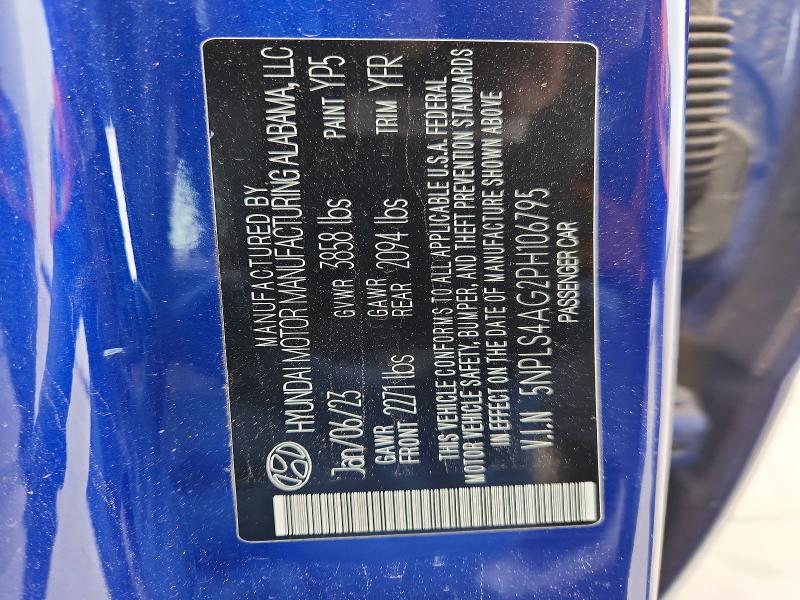 MANUFACTURED BY
HYUNDAI MOTOR MANUFACTURING ALABAMA, LLC
Jan/06/23 GVWR 3858 lbs PAINT YP5
GAWR FRONT 2271 lbs GAWR REAR 2094 lbs TRIM YFR
THIS VEHICLE CONFORMS TO ALL APPLICABLE U.S.A. FEDERAL
MOTOR VEHICLE SAFETY, BUMPER, AND THEFT PREVENTION STANDARDS
IN EFFECT ON THE DATE OF MANUFACTURE SHOWN ABOVE
V.I.N 5NPLS4AG2PH106795
PASSENGER CAR